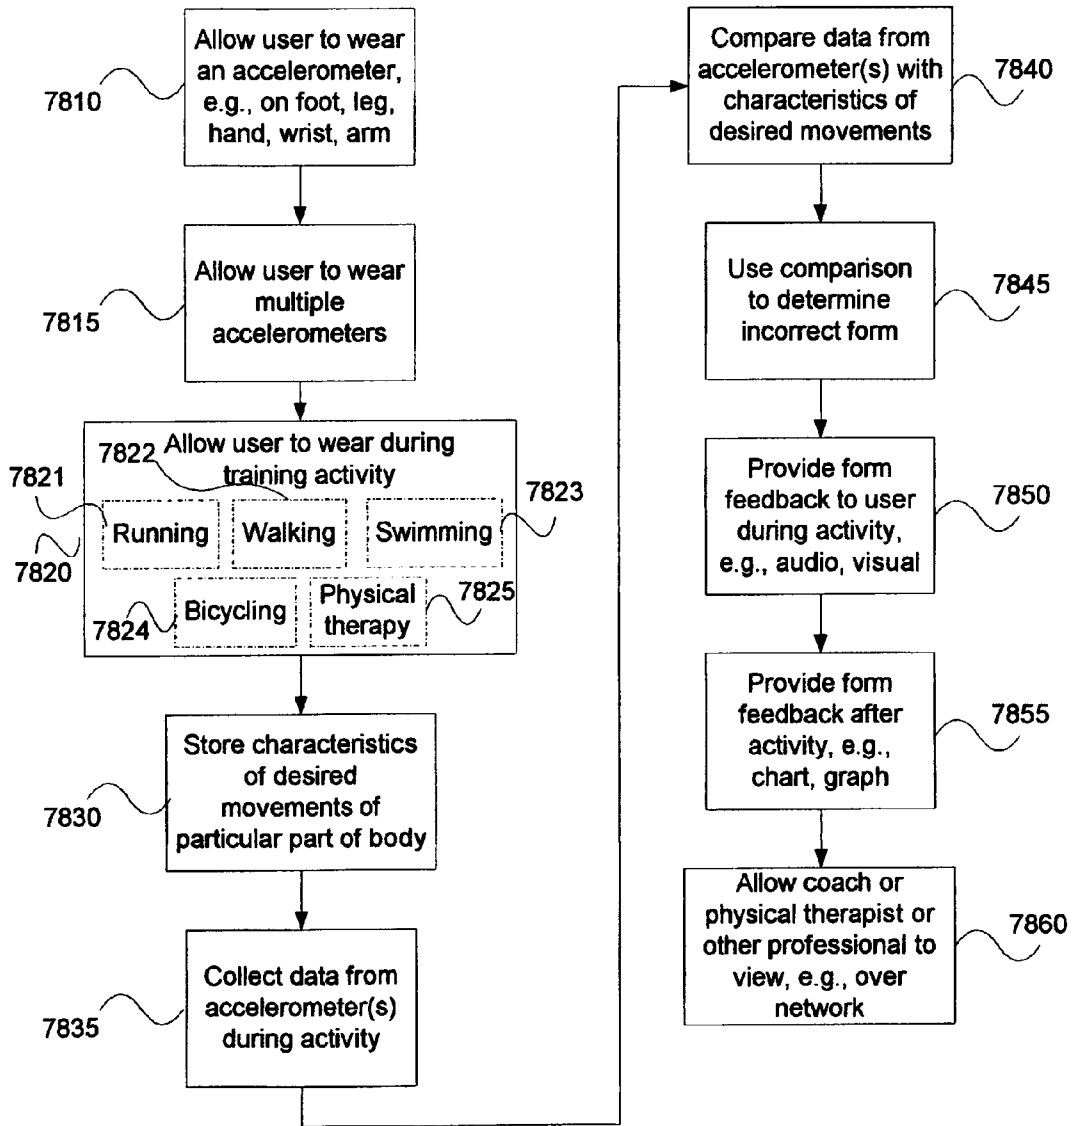 Allow user to wear
an accelerometer,
e.g., on foot, leg,
hand, wrist, arm
7810
Allow user to wear
multiple
accelerometers
7815
Allow user to wear during
training activity
7822
7821
7823
Running
Walking
Swimming
7820
Bicycling
Physical
therapy
7825
7824
Store characteristics
of desired
movements of
particular part of body
7830
Collect data from
accelerometer(s)
during activity
7835
Compare data from
accelerometer(s) with
characteristics of
desired movements
7840
Use comparison
to determine
incorrect form
7845
Provide form
feedback to user
during activity,
e.g., audio, visual
7850
Provide form
feedback after
activity, e.g.,
chart, graph
7855
Allow coach or
physical therapist or
other professional to
view, e.g., over
network
7860